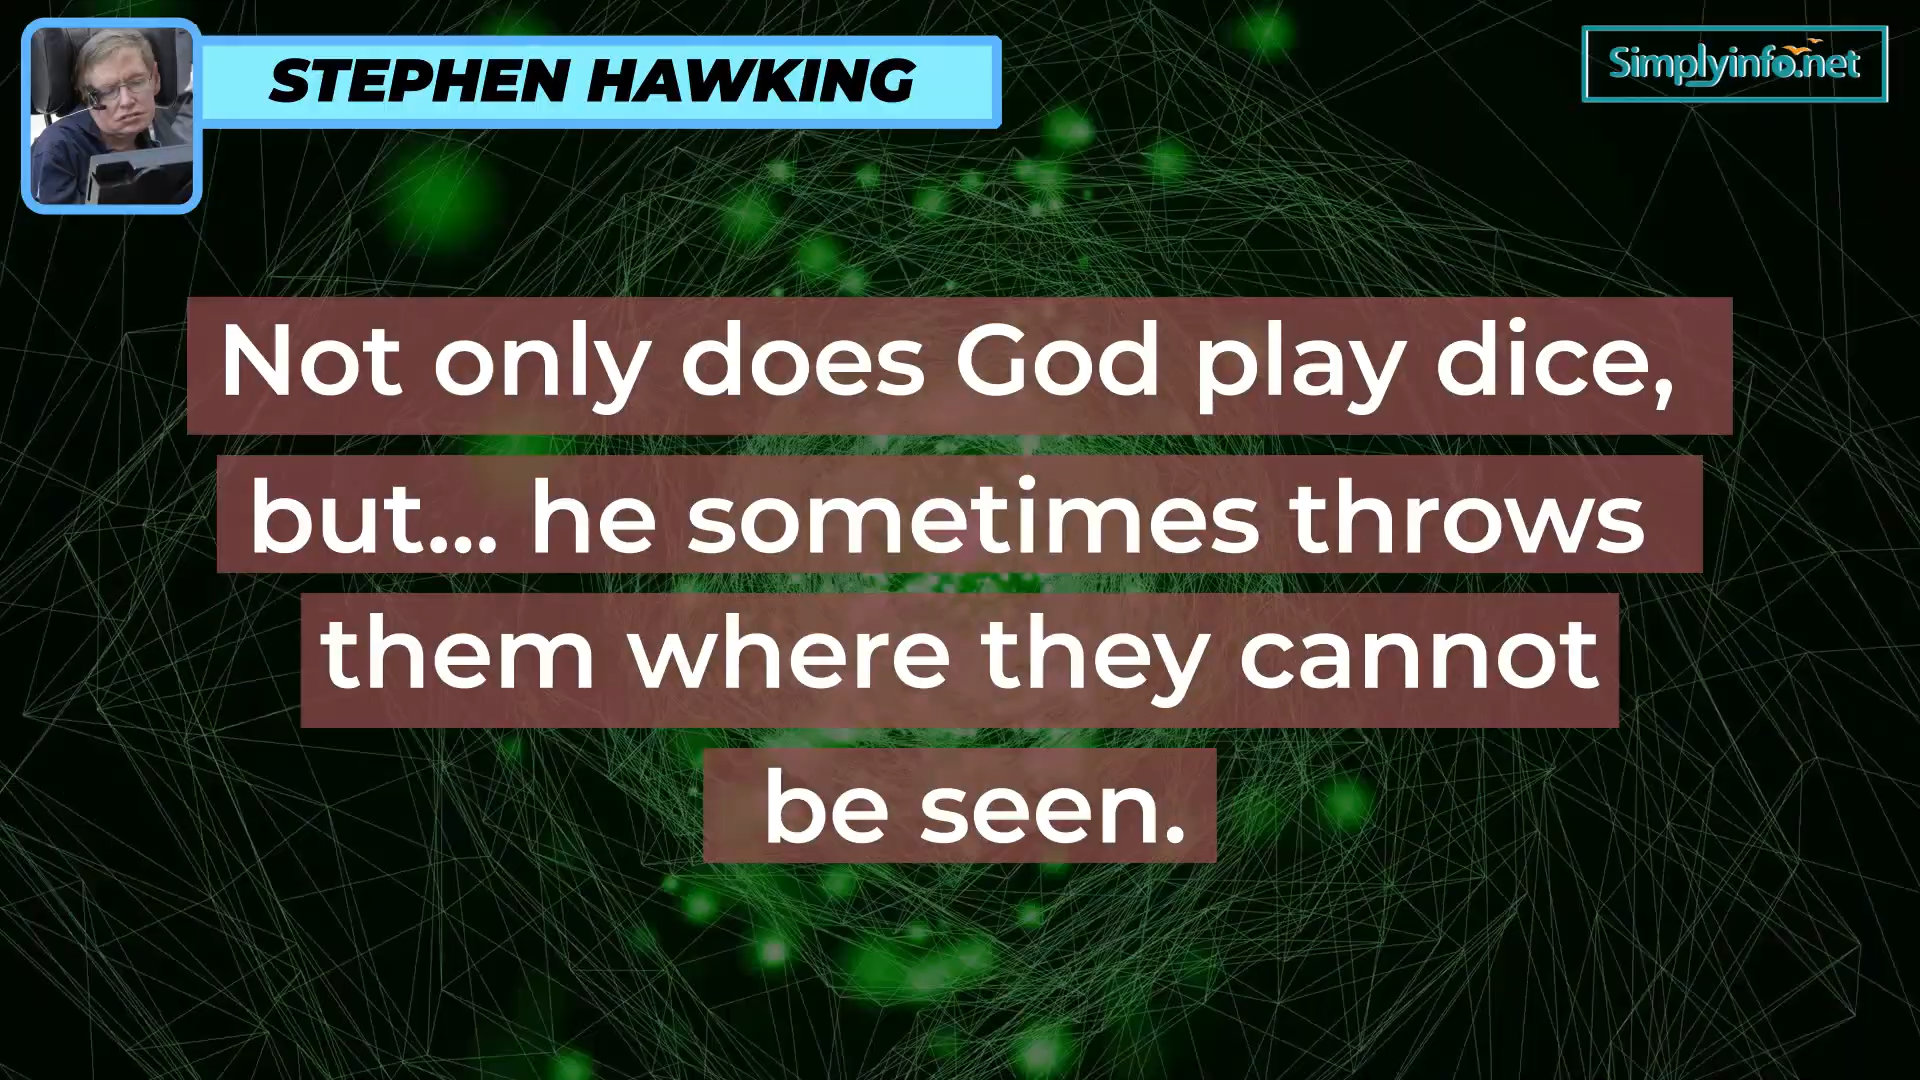 STEPHEN HAWKING
Simplyinfo.net
Not only does God play dice,
but... he sometimes throws
them where they cannot
be seen.